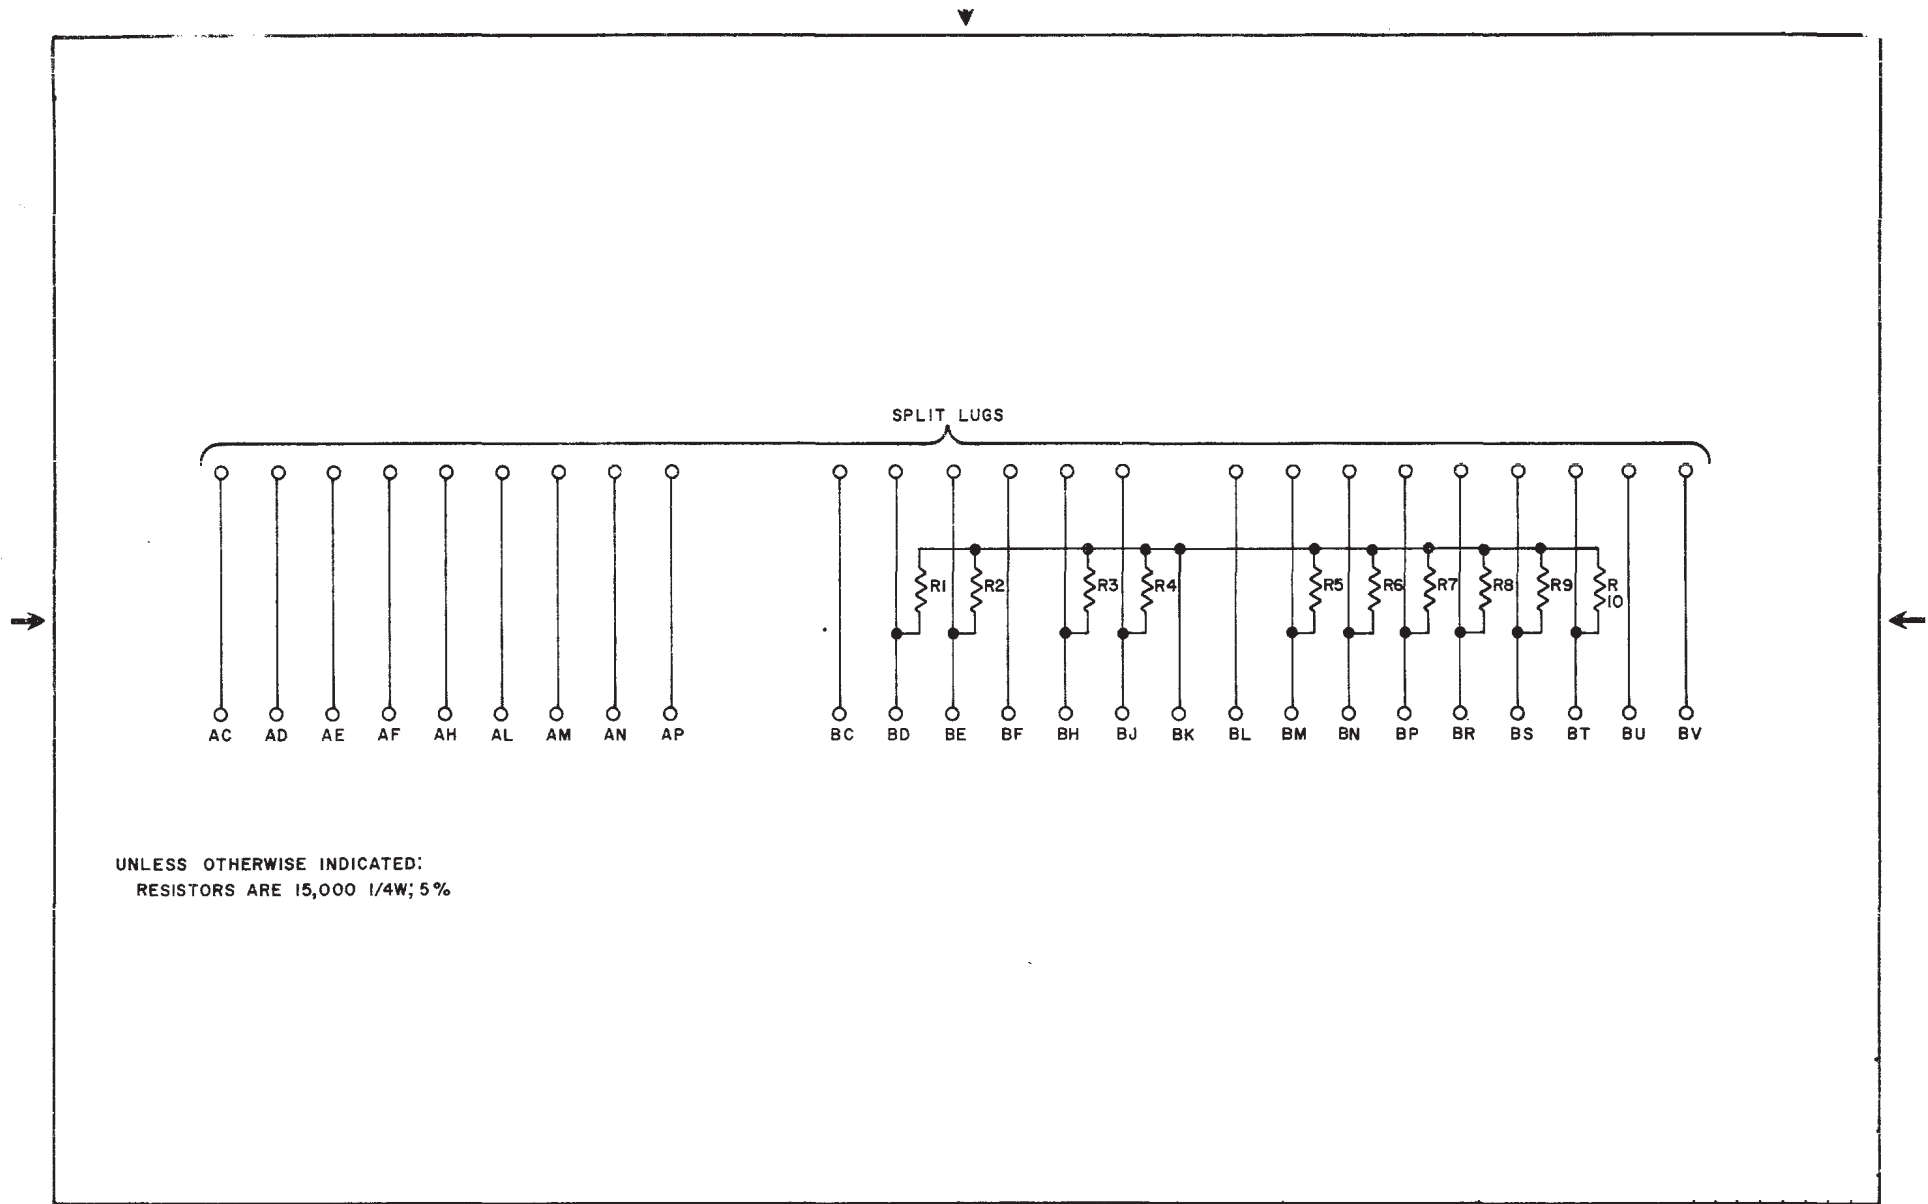 SPLIT LUGS
R1 R2 R3 R4 R5 R6 R7 R8 R9 R
10
AC AD AE AF AH AL AM AN AP BC BD BE BF BH BJ BK BL BM BN BP BR BS BT BU BV
UNLESS OTHERWISE INDICATED:
RESISTORS ARE 15,000 1/4W; 5%